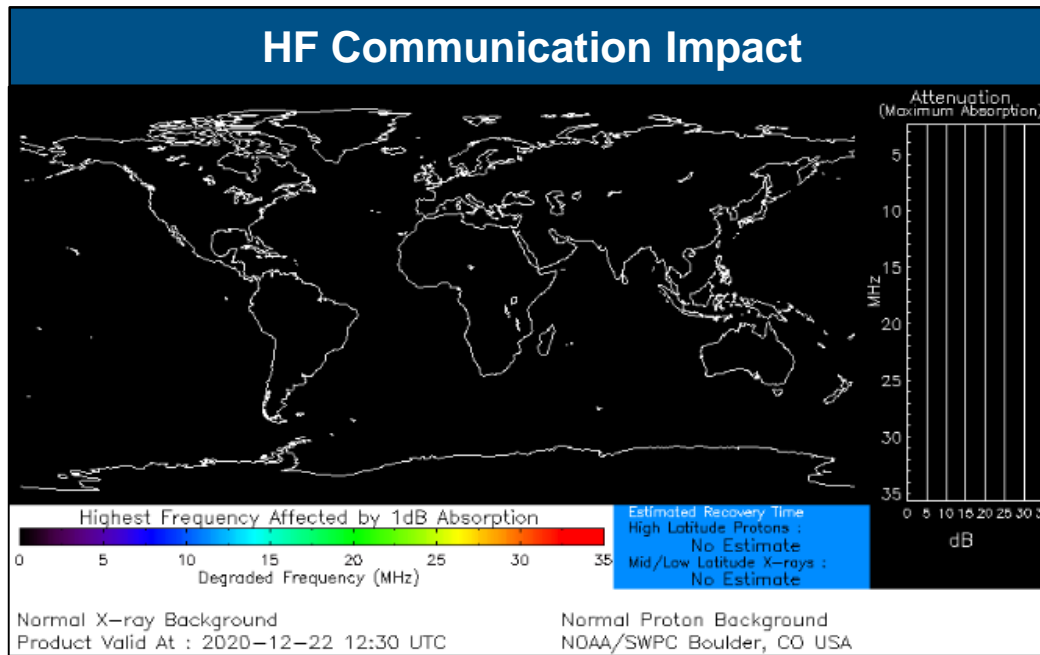 HF Communication Impact
Attenuation
(Maximum Absorption)
5
10
15
20
25
30
35
MHz
0 5 10 15 20 25 30
dB
Highest Frequency Affected by 1dB Absorption
0 5 10 15 20 25 30 35
Degraded Frequency (MHz)
Estimated Recovery Time
High Latitude Protons :
No Estimate
Mid/Low Latitude X-rays :
No Estimate
Normal X-ray Background
Normal Proton Background
Product Valid At : 2020-12-22 12:30 UTC
NOAA/SWPC Boulder, CO USA